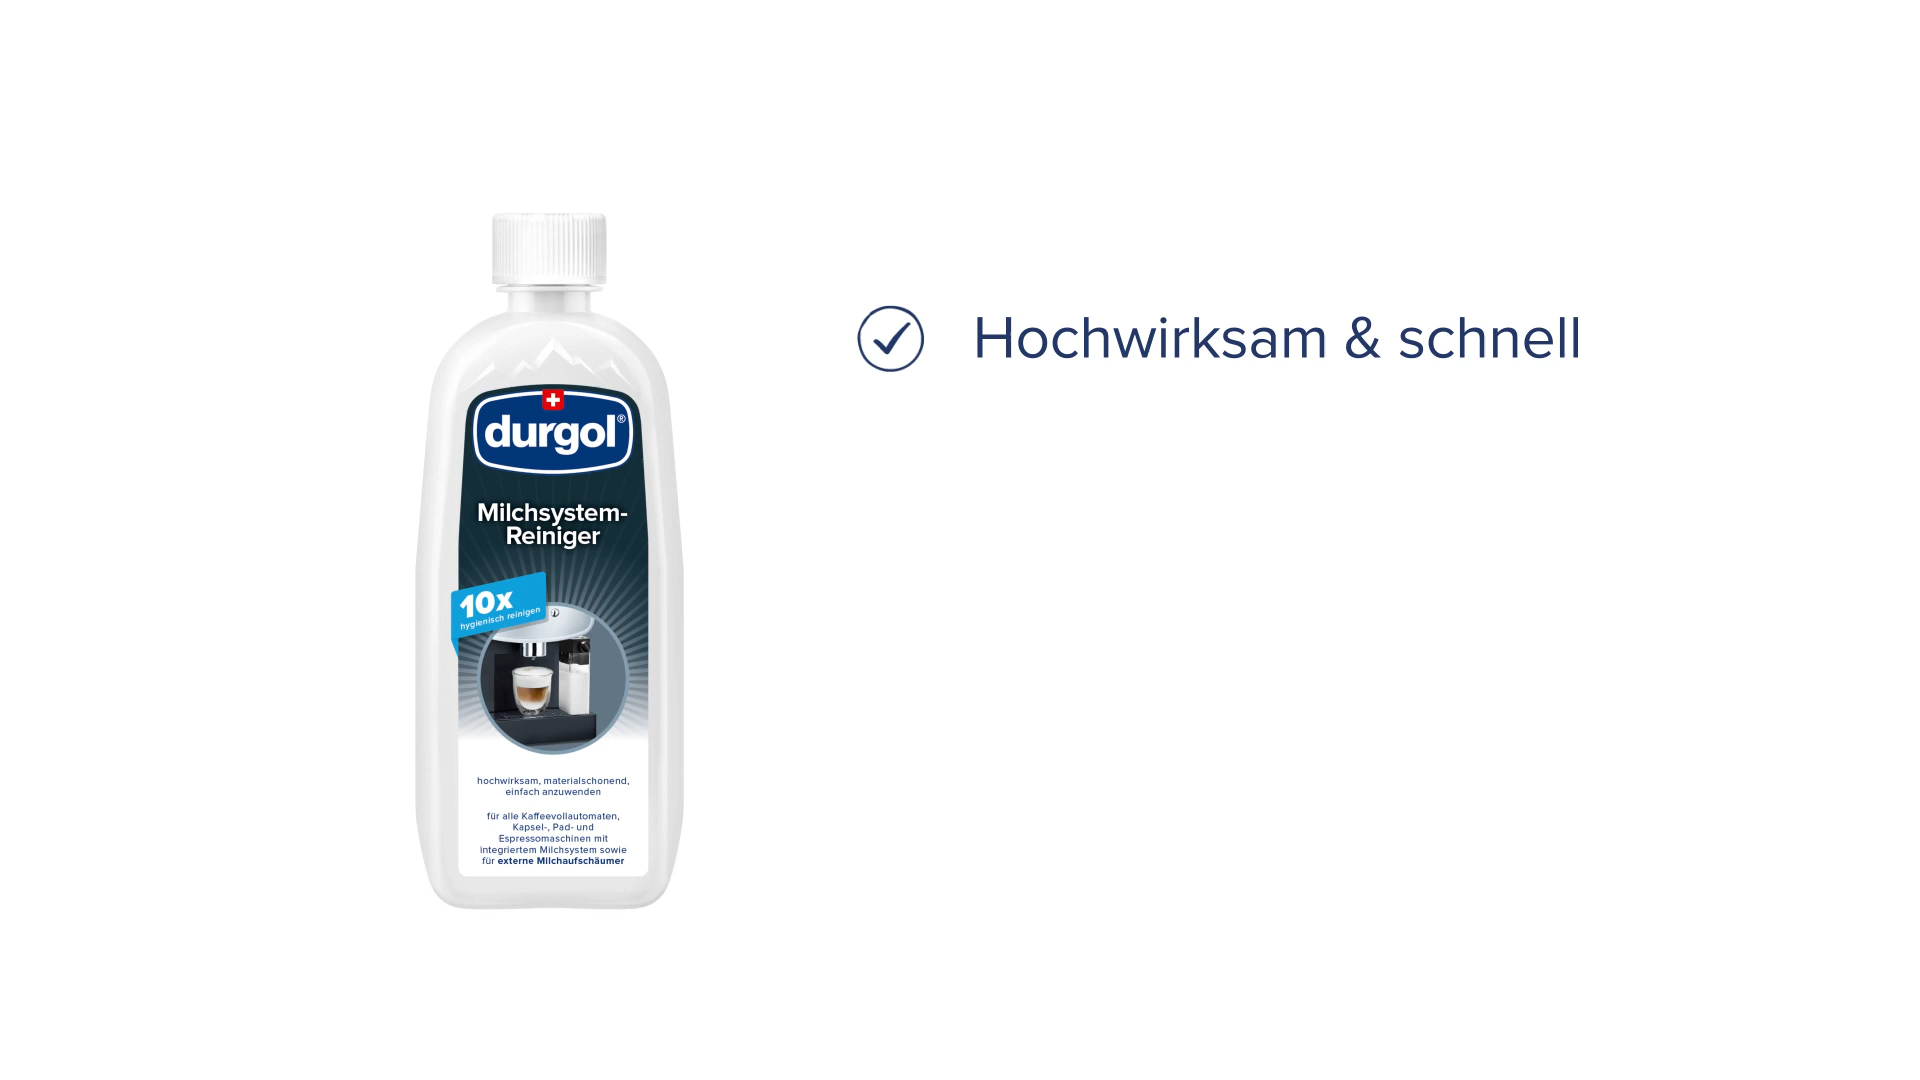 Hochwirksam & schnell
durgol®
Milchsystem-
Reiniger
10x
hygienisch reinigen
hochwirksam, materialschonend,
einfach anzuwenden
für alle Kaffeevollautomaten,
Kapsel-, Pad- und
Espressomaschinen mit
integriertem Milchsystem sowie
für externe Milchaufschäumer